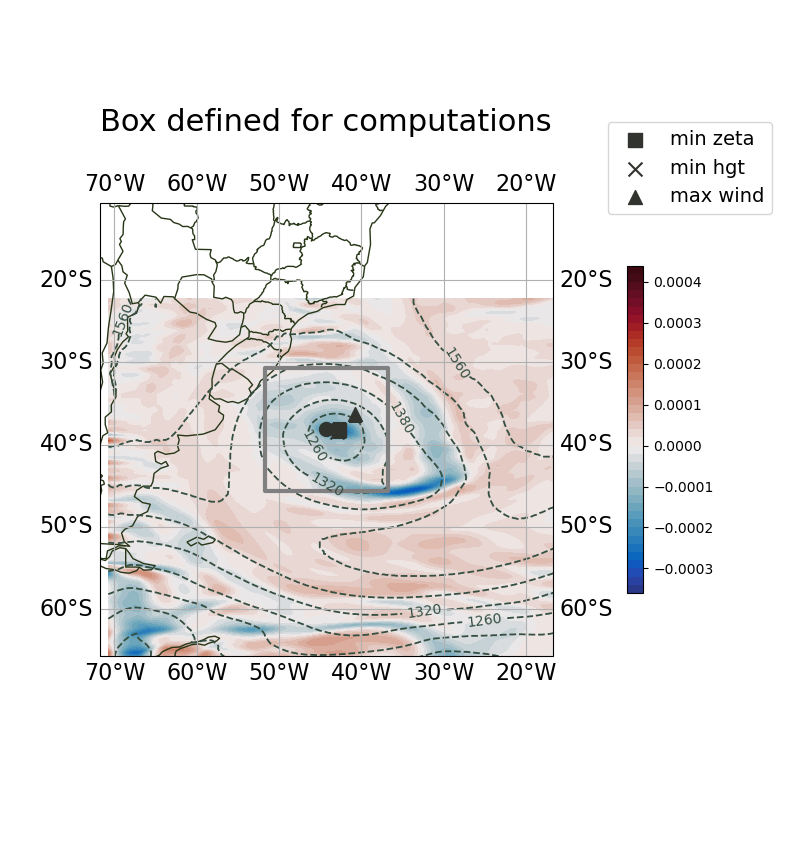 Box defined for computations
min zeta
min hgt
max wind
70°W 60°W 50°W 40°W 30°W 20°W
20°S 20°S
30°S 30°S
40°S 40°S
50°S 50°S
60°S 60°S
1560
1560
1380
1260
1320
1320
1260
70°W 60°W 50°W 40°W 30°W 20°W
0.0004
0.0003
0.0002
0.0001
0.0000
−0.0001
−0.0002
−0.0003